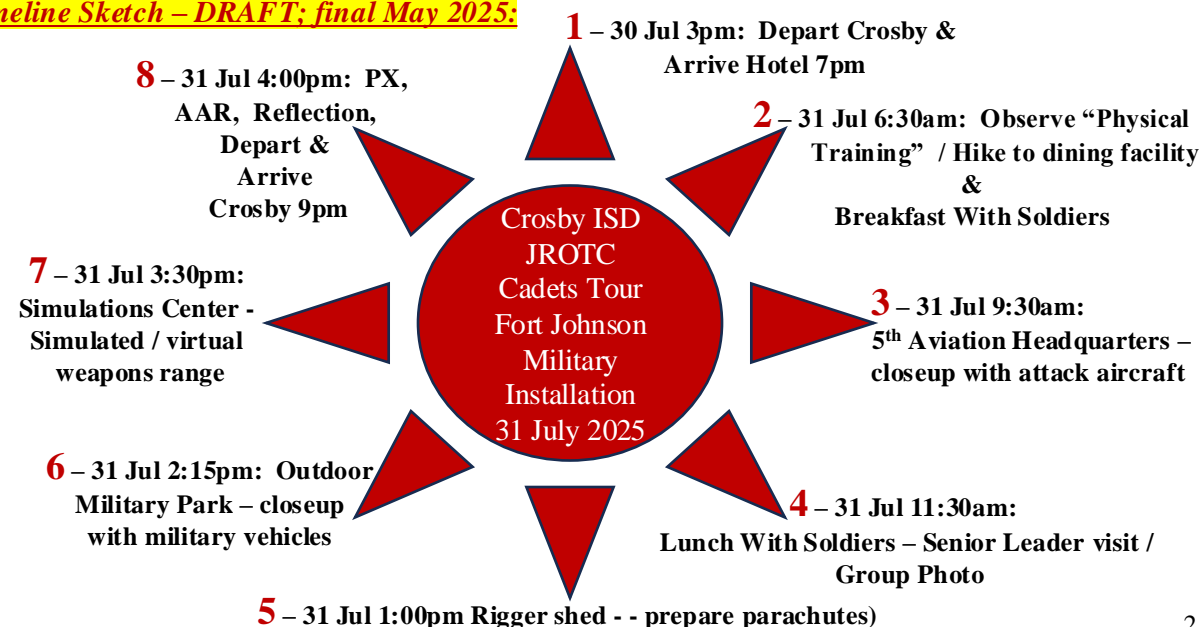 meline Sketch – DRAFT; final May 2025:
1 – 30 Jul 3pm: Depart Crosby &
Arrive Hotel 7pm
2 – 31 Jul 6:30am: Observe “Physical
Training” / Hike to dining facility
&
Breakfast With Soldiers
3 – 31 Jul 9:30am:
5th Aviation Headquarters –
closeup with attack aircraft
4 – 31 Jul 11:30am:
Lunch With Soldiers – Senior Leader visit /
Group Photo
5 – 31 Jul 1:00pm Rigger shed - - prepare parachutes)
6 – 31 Jul 2:15pm: Outdoor
Military Park – closeup
with military vehicles
7 – 31 Jul 3:30pm:
Simulations Center -
Simulated / virtual
weapons range
8 – 31 Jul 4:00pm: PX,
AAR, Reflection,
Depart &
Arrive
Crosby 9pm
Crosby ISD
JROTC
Cadets Tour
Fort Johnson
Military
Installation
31 July 2025
2